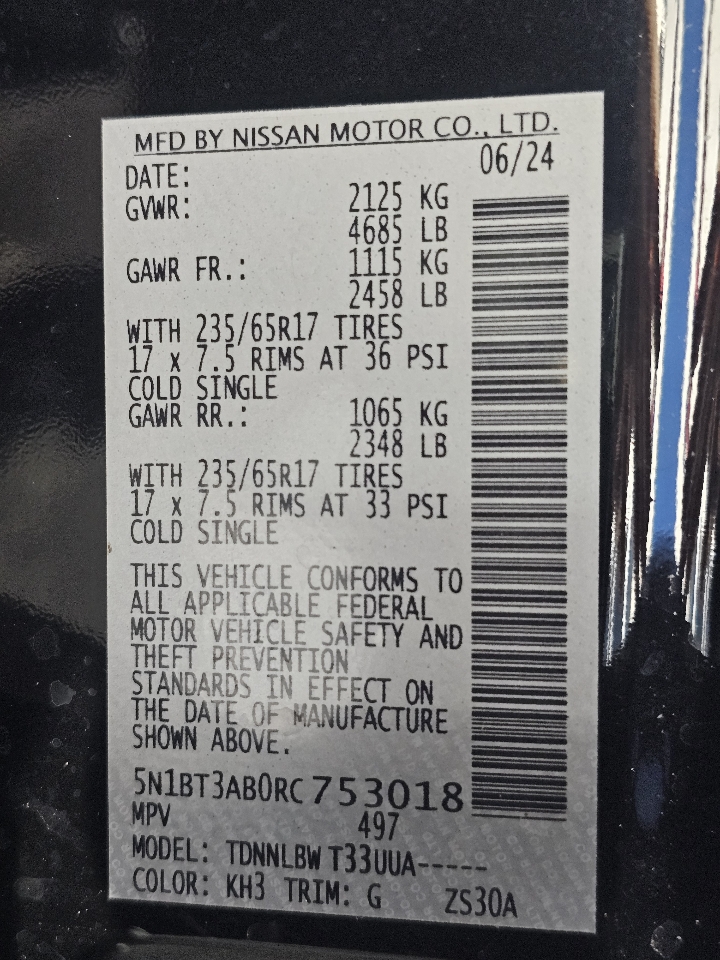 MFD BY NISSAN MOTOR CO., LTD.
DATE: 06/24
GVWR: 2125 KG
4685 LB
GAWR FR.: 1115 KG
2458 LB
WITH 235/65R17 TIRES
17 x 7.5 RIMS AT 36 PSI
COLD SINGLE
GAWR RR.: 1065 KG
2348 LB
WITH 235/65R17 TIRES
17 x 7.5 RIMS AT 33 PSI
COLD SINGLE
THIS VEHICLE CONFORMS TO
ALL APPLICABLE FEDERAL
MOTOR VEHICLE SAFETY AND
THEFT PREVENTION
STANDARDS IN EFFECT ON
THE DATE OF MANUFACTURE
SHOWN ABOVE.
5N1BT3AB0RC753018
MPV 497
MODEL: TDNNLBW T33UUA-----
COLOR: KH3 TRIM: G ZS30A